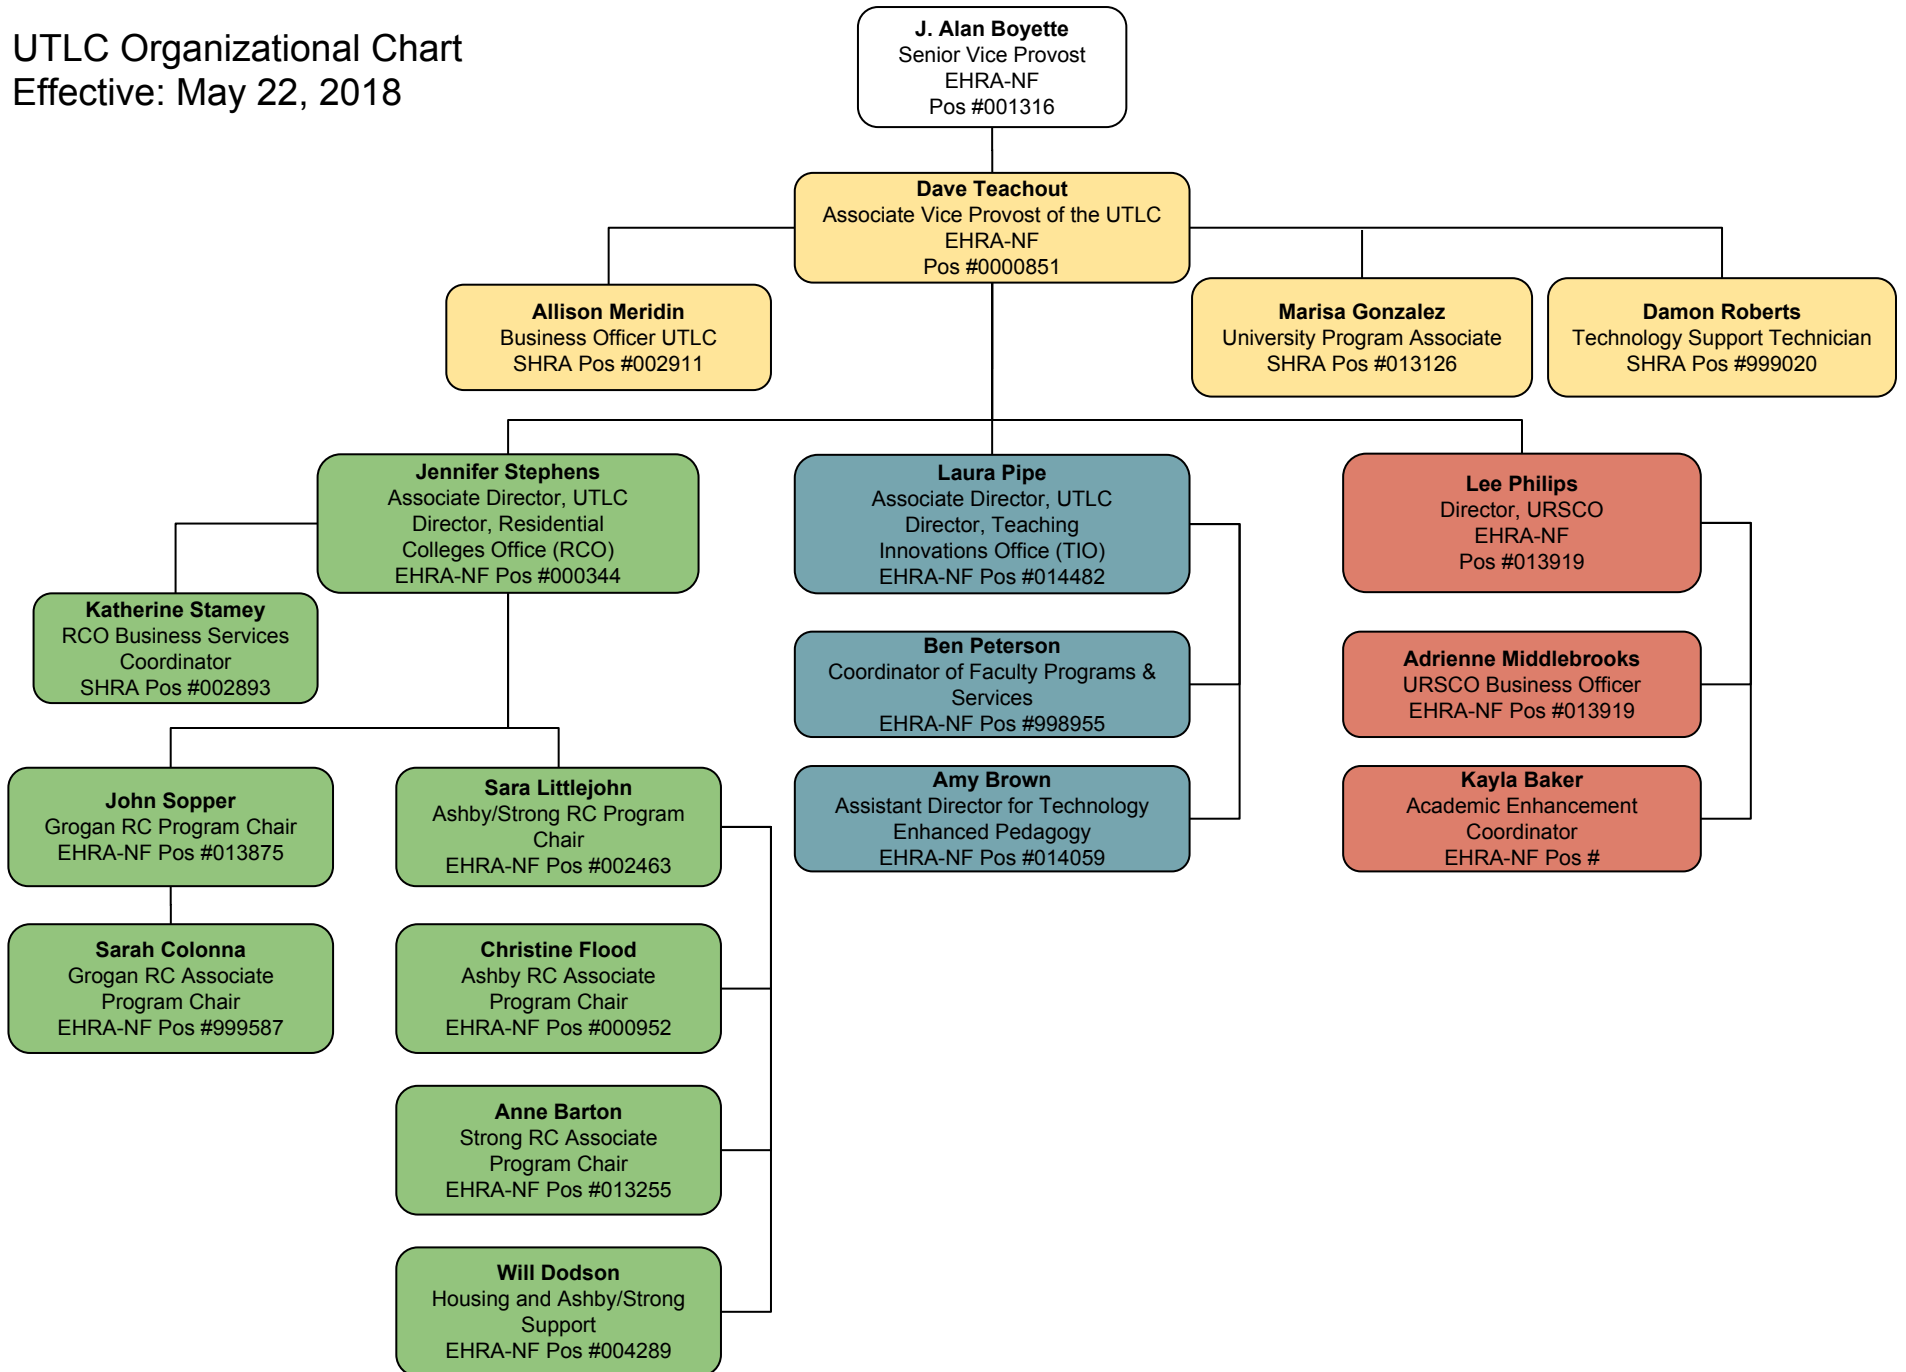 UTLC Organizational Chart
Effective: May 22, 2018
J. Alan Boyette
Senior Vice Provost
EHRA-NF
Pos #001316
Dave Teachout
Associate Vice Provost of the UTLC
EHRA-NF
Pos #0000851
Allison Meridin
Business Officer UTLC
SHRA Pos #002911
Marisa Gonzalez
University Program Associate
SHRA Pos #013126
Damon Roberts
Technology Support Technician
SHRA Pos #999020
Jennifer Stephens
Associate Director, UTLC
Director, Residential
Colleges Office (RCO)
EHRA-NF Pos #000344
Laura Pipe
Associate Director, UTLC
Director, Teaching
Innovations Office (TIO)
EHRA-NF Pos #014482
Lee Philips
Director, URSCO
EHRA-NF
Pos #013919
Katherine Stamey
RCO Business Services
Coordinator
SHRA Pos #002893
Ben Peterson
Coordinator of Faculty Programs &
Services
EHRA-NF Pos #998955
Adrienne Middlebrooks
URSCO Business Officer
EHRA-NF Pos #013919
John Sopper
Grogan RC Program Chair
EHRA-NF Pos #013875
Sara Littlejohn
Ashby/Strong RC Program
Chair
EHRA-NF Pos #002463
Amy Brown
Assistant Director for Technology
Enhanced Pedagogy
EHRA-NF Pos #014059
Kayla Baker
Academic Enhancement
Coordinator
EHRA-NF Pos #
Sarah Colonna
Grogan RC Associate
Program Chair
EHRA-NF Pos #999587
Christine Flood
Ashby RC Associate
Program Chair
EHRA-NF Pos #000952
Anne Barton
Strong RC Associate
Program Chair
EHRA-NF Pos #013255
Will Dodson
Housing and Ashby/Strong
Support
EHRA-NF Pos #004289